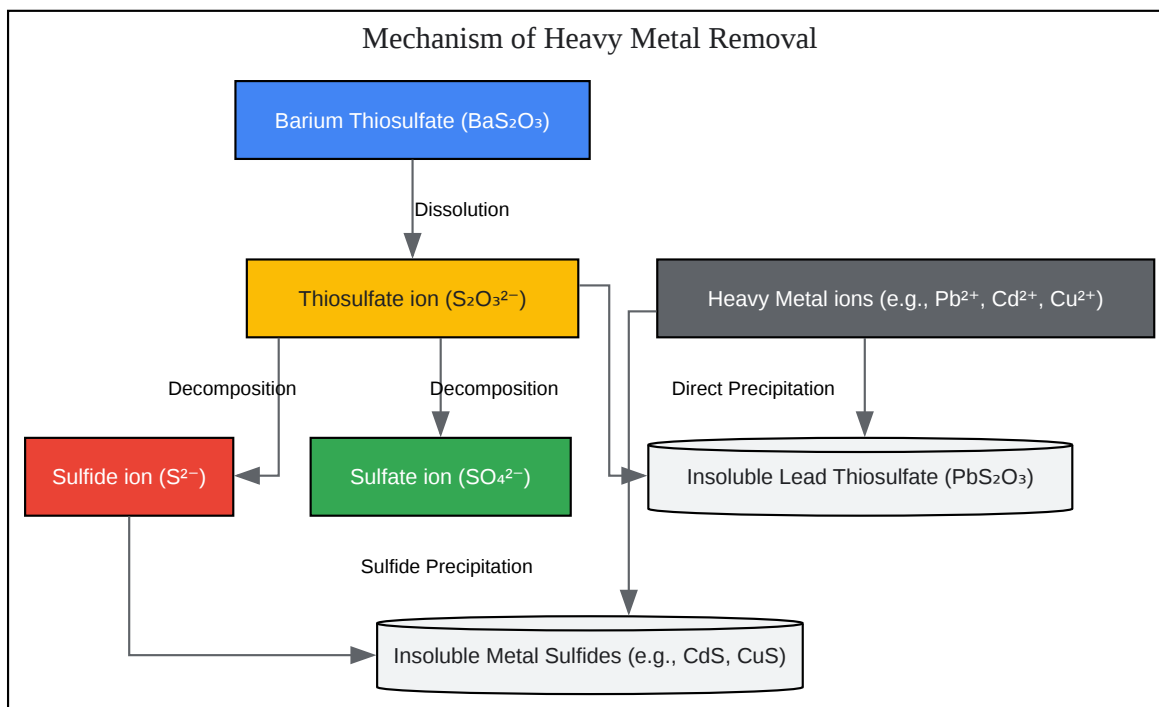 Mechanism of Heavy Metal Removal
Barium Thiosulfate (BaS₂O₃)
Dissolution
Thiosulfate ion (S₂O₃²⁻)
Heavy Metal ions (e.g., Pb²⁺, Cd²⁺, Cu²⁺)
Decomposition
Decomposition
Direct Precipitation
Sulfide ion (S²⁻)
Sulfate ion (SO₄²⁻)
Insoluble Lead Thiosulfate (PbS₂O₃)
Sulfide Precipitation
Insoluble Metal Sulfides (e.g., CdS, CuS)